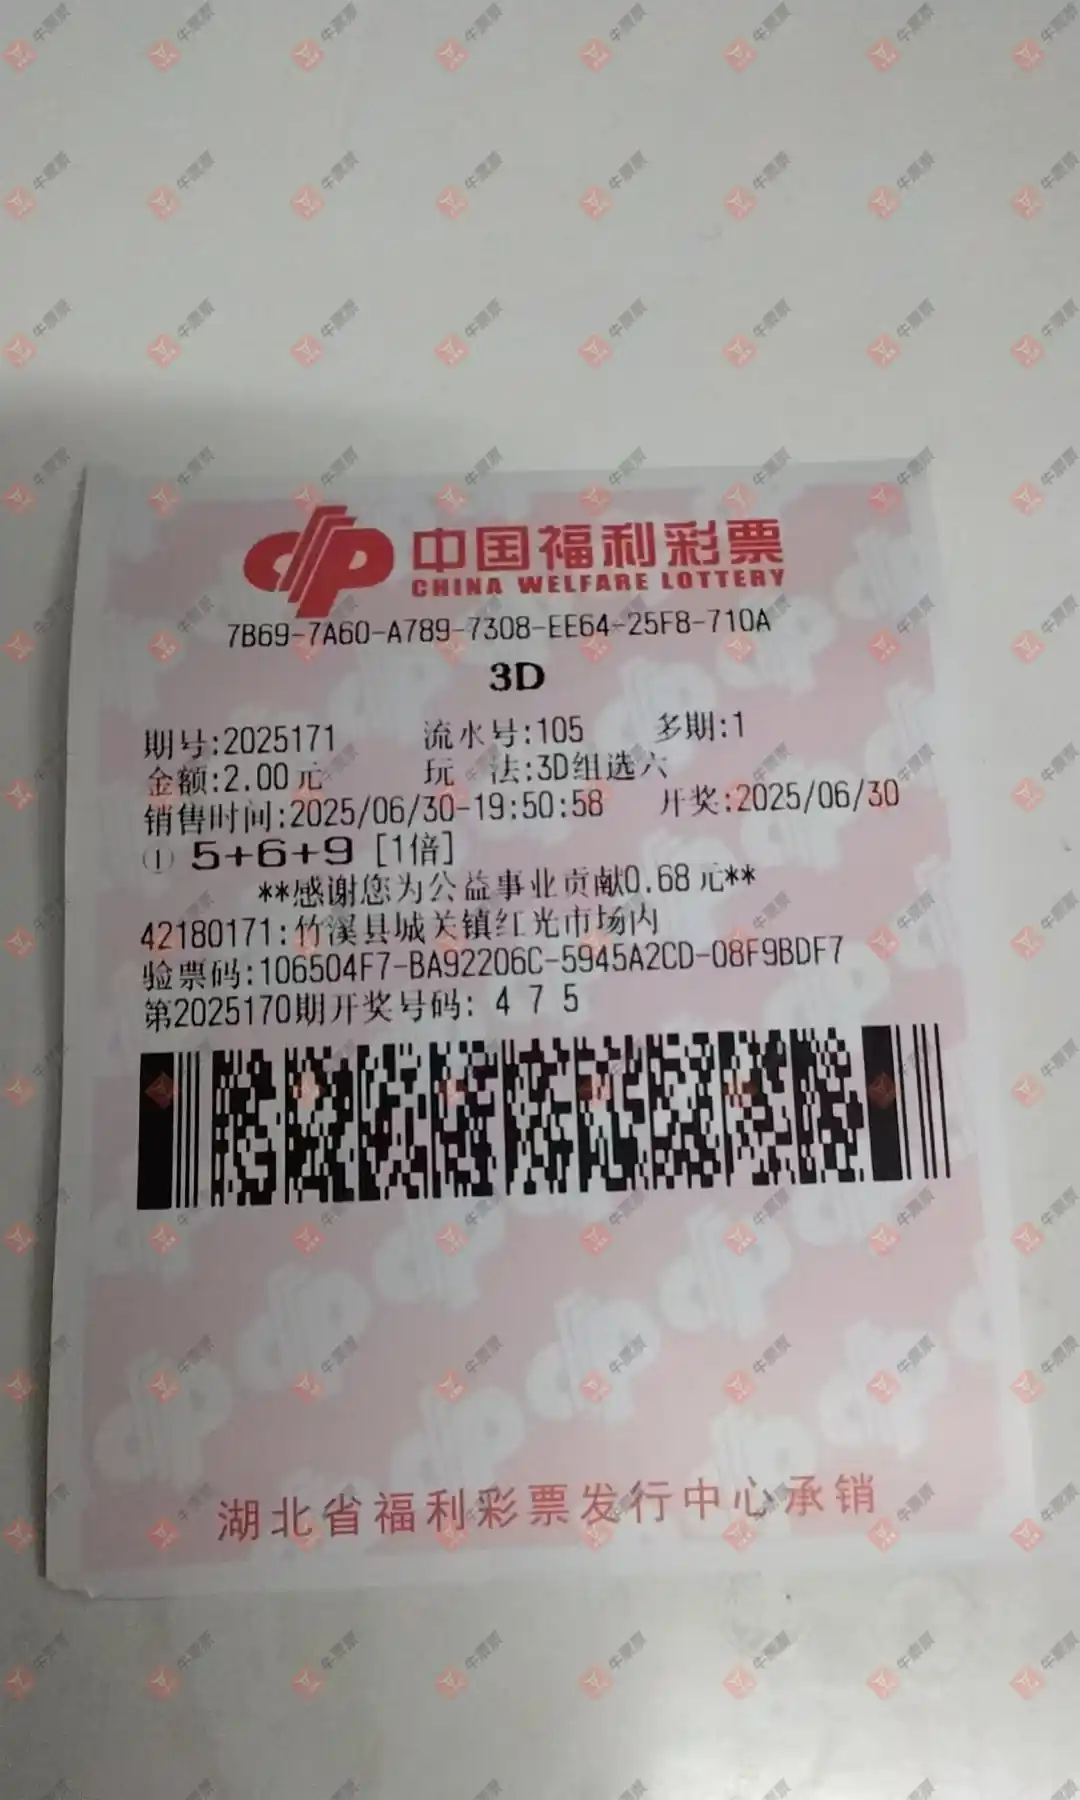 中国福利彩票
CHINA WELFARE LOTTERY
7B69-7A60-A789-7308-EE64-25F8-710A
3D
期号:2025171 流水号:105 多期:1
金额:2.00元 玩 法:3D组选六
销售时间:2025/06/30-19:50:58 开奖:2025/06/30
① 5+6+9 [1倍]
**感谢您为公益事业贡献0.68元**
42180171:竹溪县城关镇红光市场内
验票码:106504F7-BA92206C-5945A2CD-08F9BDF7
第2025170期开奖号码: 4 7 5
湖北省福利彩票发行中心承销
牛票票